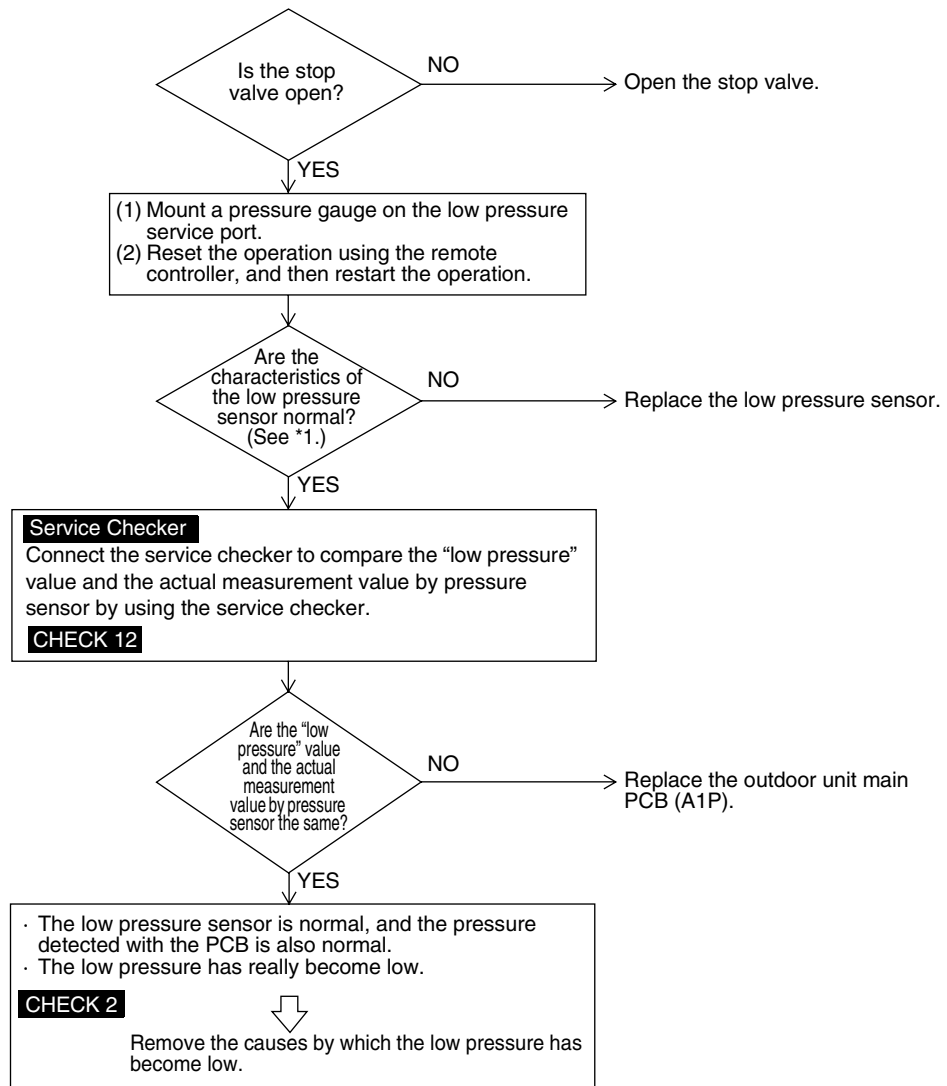 Is the stop
valve open?
NO
Open the stop valve.
YES
(1) Mount a pressure gauge on the low pressure
service port.
(2) Reset the operation using the remote
controller, and then restart the operation.
Are the
characteristics of
the low pressure
sensor normal?
(See *1.)
NO
Replace the low pressure sensor.
YES
Service Checker
Connect the service checker to compare the “low pressure”
value and the actual measurement value by pressure
sensor by using the service checker.
CHECK 12
Are the “low
pressure” value
and the actual
measurement
value by pressure
sensor the same?
NO
Replace the outdoor unit main
PCB (A1P).
YES
· The low pressure sensor is normal, and the pressure
detected with the PCB is also normal.
· The low pressure has really become low.
CHECK 2
Remove the causes by which the low pressure has
become low.